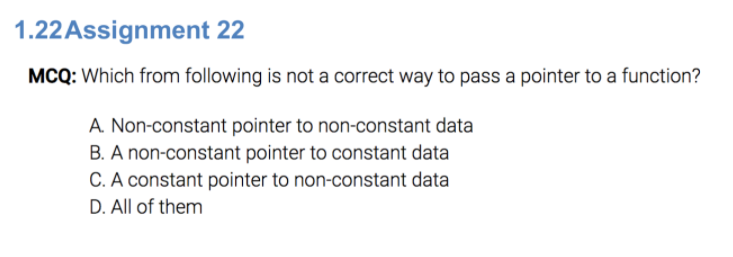 1.22Assignment 22
MCQ: Which from following is not a correct way to pass a pointer to a function?
A. Non-constant pointer to non-constant data
B. A non-constant pointer to constant data
C. A constant pointer to non-constant data
D. All of them